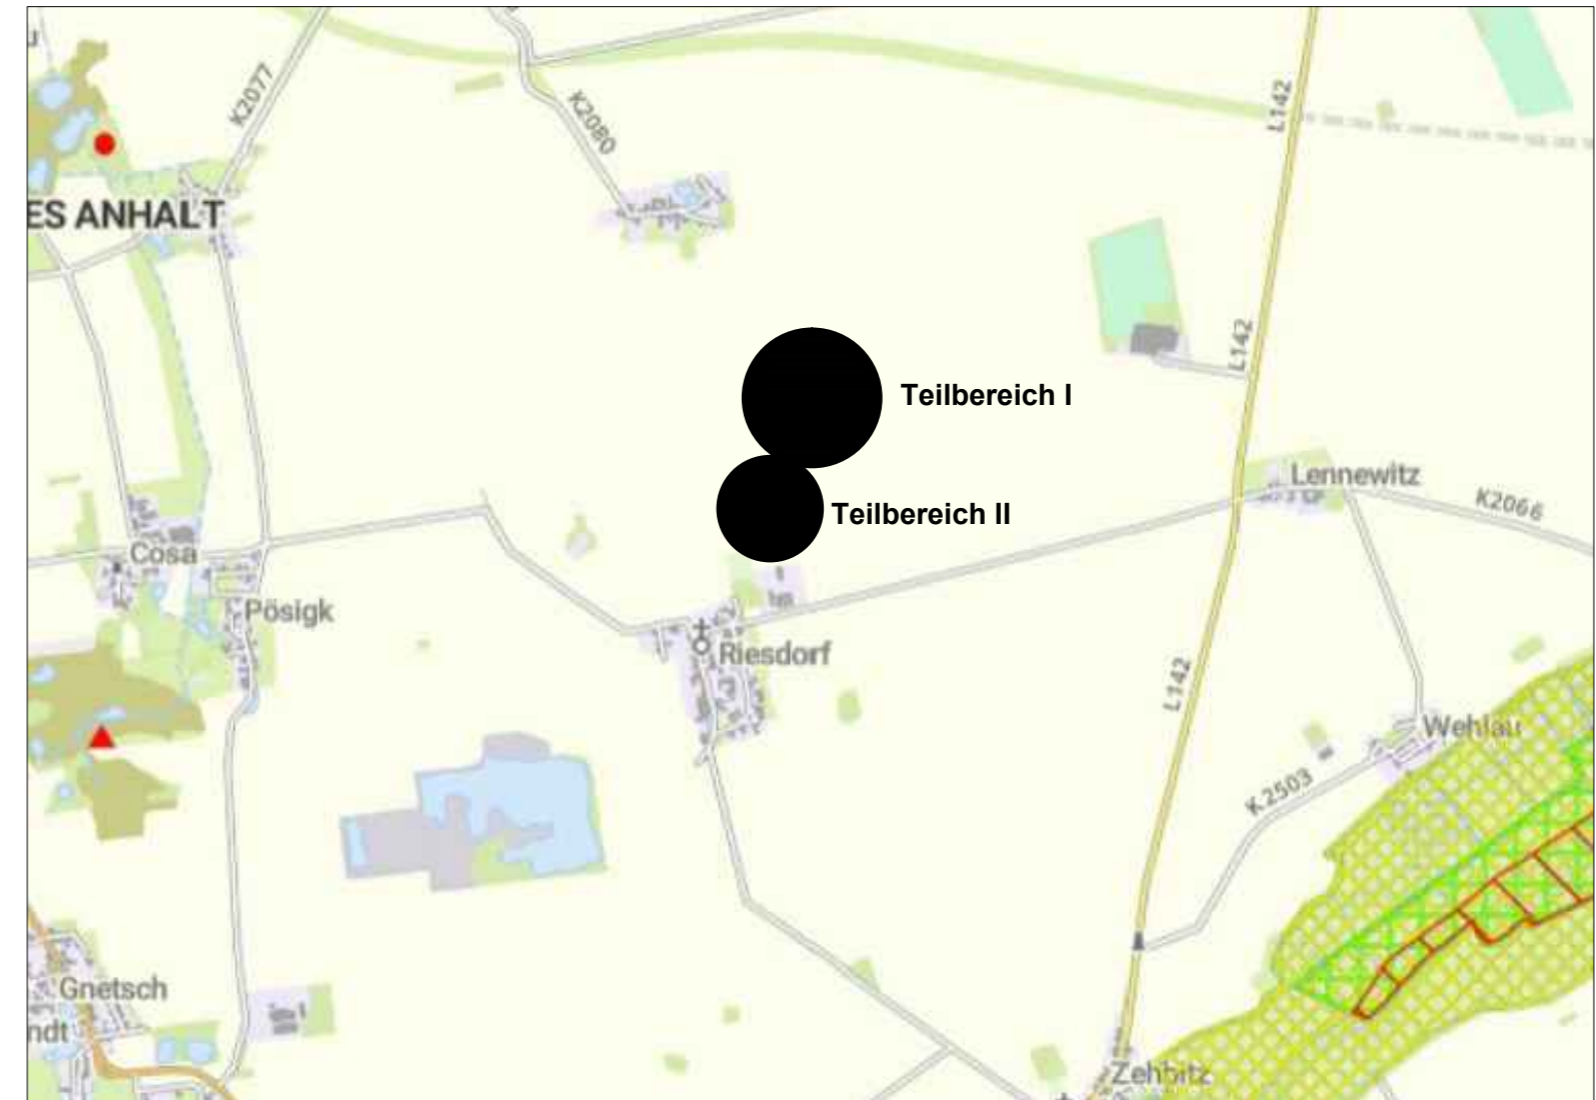 K2077
K2080
L142
ES ANHALT
L142
Teilbereich I
Lennewitz
K2066
Teilbereich II
Cosa
Pösigk
Riesdorf
L142
Wehlau
K2503
Gnetsch
ndt
Zehbitz